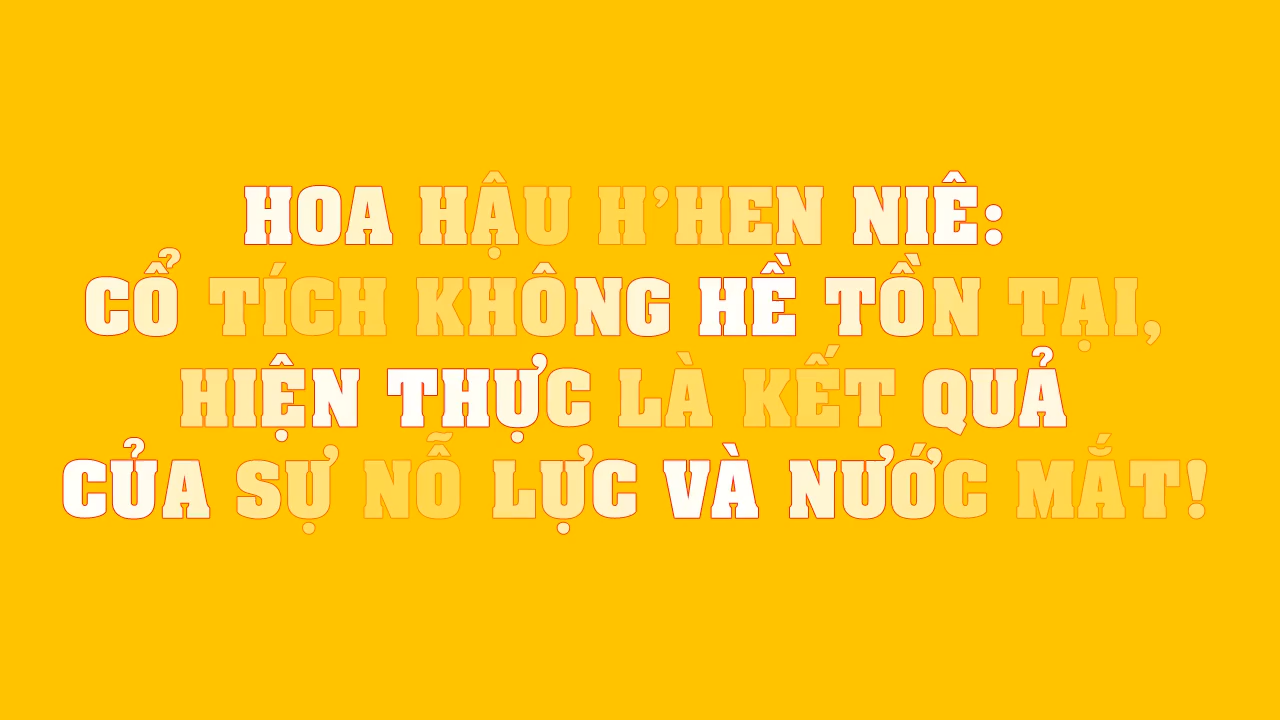 HOA HẬU H'HEN NIÊ:
CỔ TÍCH KHÔNG HỀ TỒN TẠI,
HIỆN THỰC LÀ KẾT QUẢ
CỦA SỰ NỖ LỰC VÀ NƯỚC MẮT!